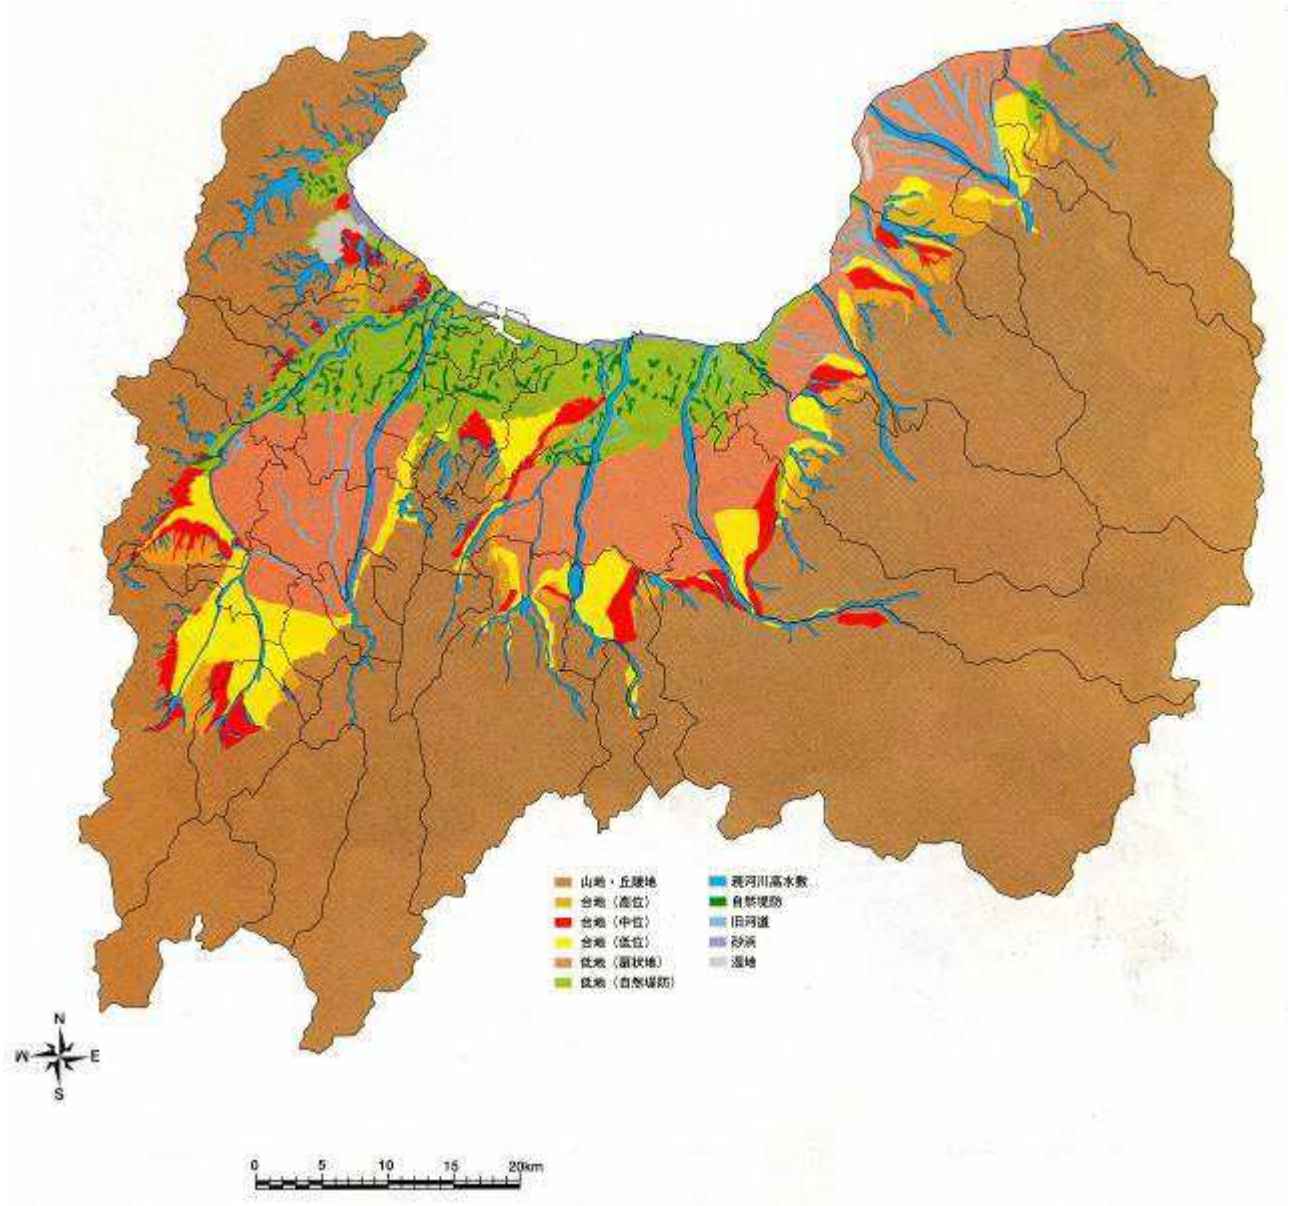 山地・丘陵地
台地（高位）
台地（中位）
台地（低位）
低地（扇状地）
低地（自然堤防）
現河川高水敷
自然堤防
旧河道
砂浜
湿地
N
W
E
S
0 5 10 15 20km